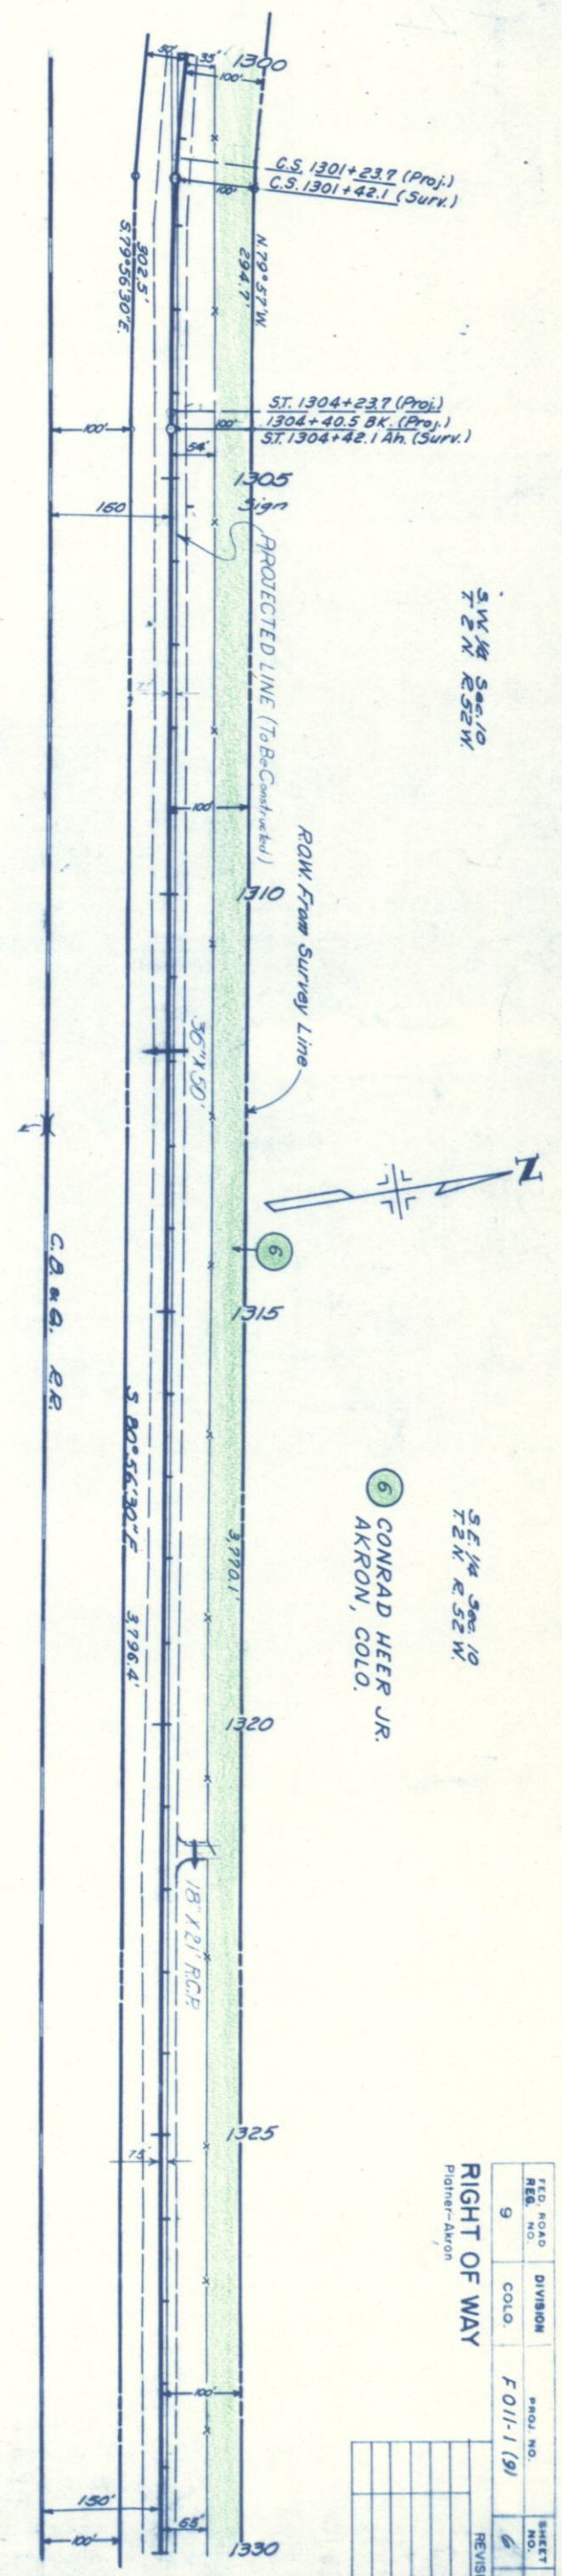 50'
35'
1300
100'
C.S. 1301+23.7 (Proj.)
C.S. 1301+42.1 (Surv.)
100'
N. 79° 57' W.
294.7'
302.5'
S. 79° 56' 30" E.
S.T. 1304+23.7 (Proj.)
1304+40.5 BK. (Proj.)
S.T. 1304+42.1 Ah. (Surv.)
100'
100'
54'
1305
Sign
160
PROJECTED LINE (To Be Constructed)
S.W. 1/4 Sec. 10
T 2 N. R. 52 W.
100'
1310
R.O.W. From Survey Line
36" X 50'
N
6
1315
C. B. & Q. R.R.
S. 80° 56' 30" E
3,796.4'
3,770.1'
6 CONRAD HEER JR.
AKRON, COLO.
S.E. 1/4 Sec. 10
T 2 N. R. 52 W.
1320
18" X 21' R.C.P.
1325
75'
100'
150'
65'
100'
1330
RIGHT OF WAY
Platner-Akron
FED. ROAD REG. NO.
DIVISION
PROJ. NO.
SHEET NO.
9
COLO.
F 011-1 (9)
6